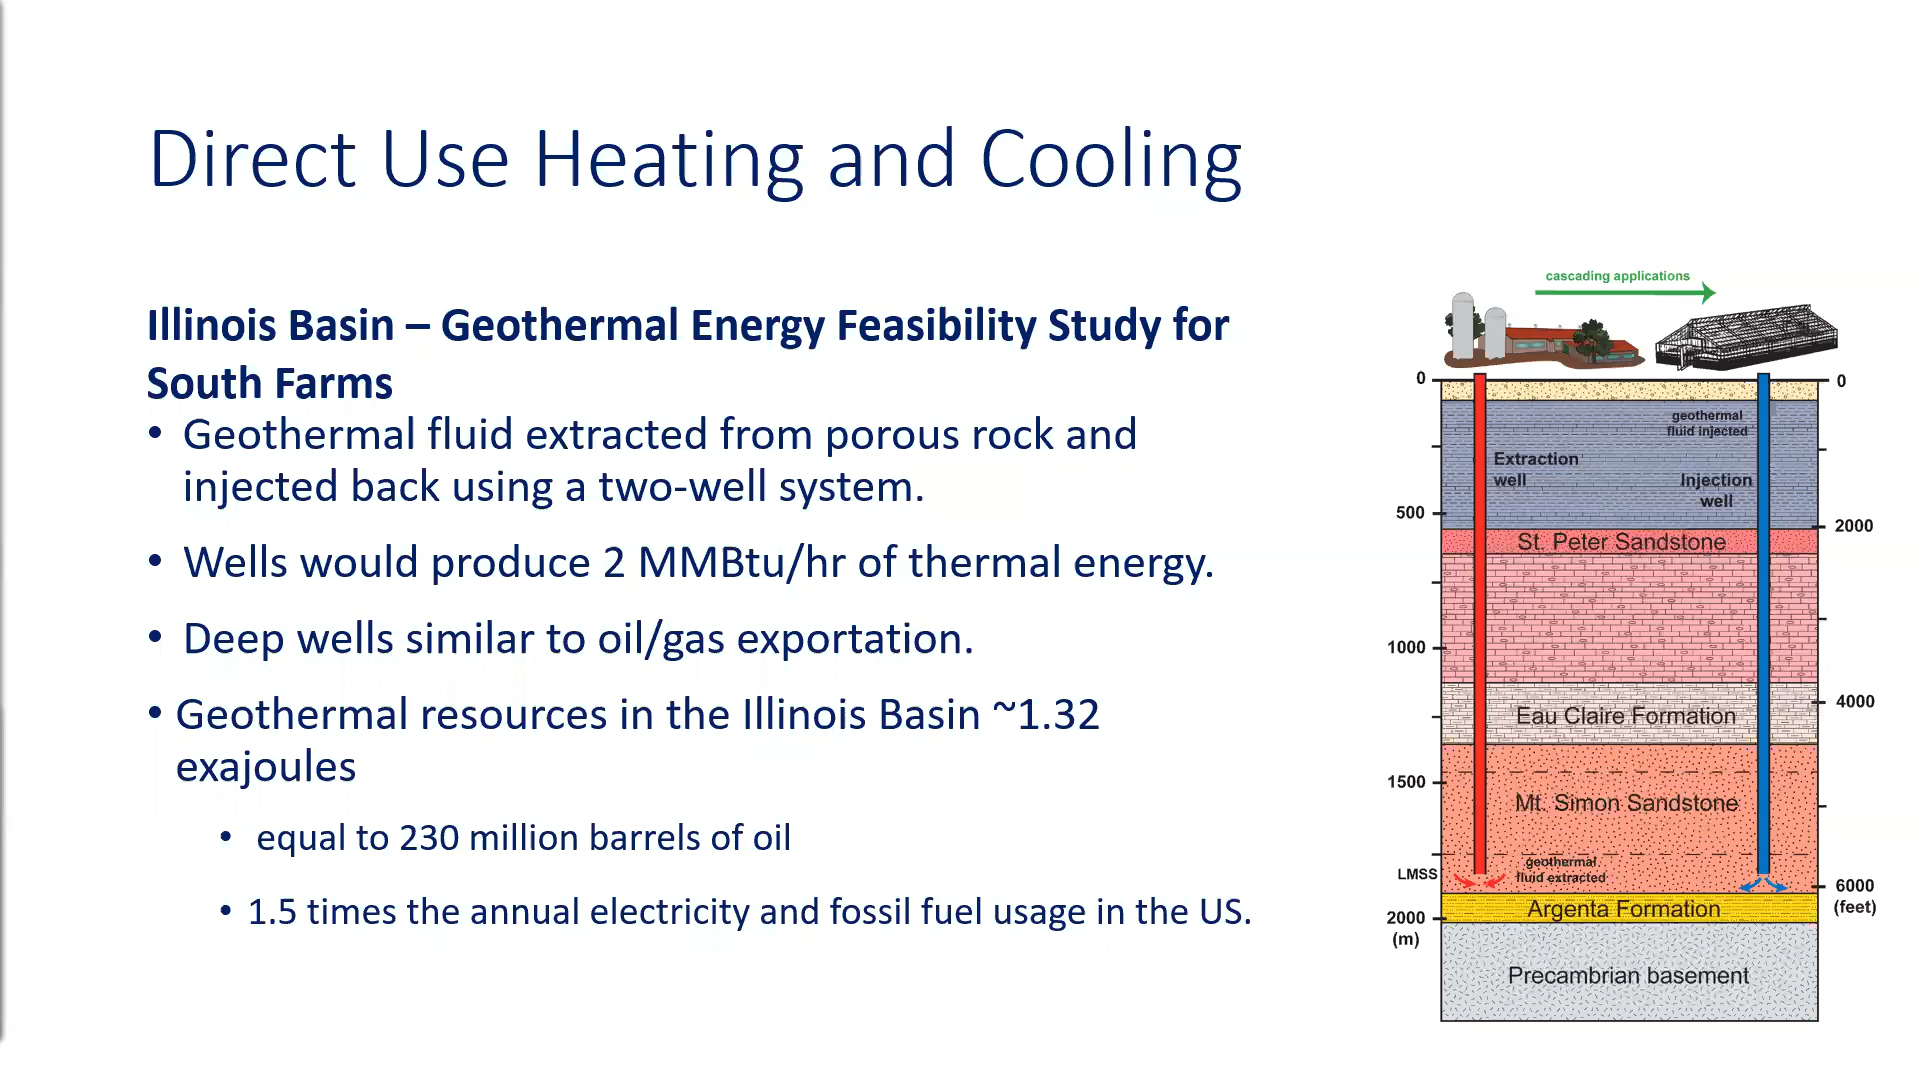 Direct Use Heating and Cooling
Illinois Basin – Geothermal Energy Feasibility Study for
South Farms
• Geothermal fluid extracted from porous rock and
injected back using a two-well system.
• Wells would produce 2 MMBtu/hr of thermal energy.
• Deep wells similar to oil/gas exportation.
• Geothermal resources in the Illinois Basin ~1.32
exajoules
• equal to 230 million barrels of oil
• 1.5 times the annual electricity and fossil fuel usage in the US.
cascading applications
0
0
geothermal
fluid injected
Extraction
well
Injection
well
500
2000
St. Peter Sandstone
1000
4000
Eau Claire Formation
1500
Mt. Simon Sandstone
geothermal
fluid extracted
LMSS
6000
(feet)
Argenta Formation
2000
(m)
Precambrian basement